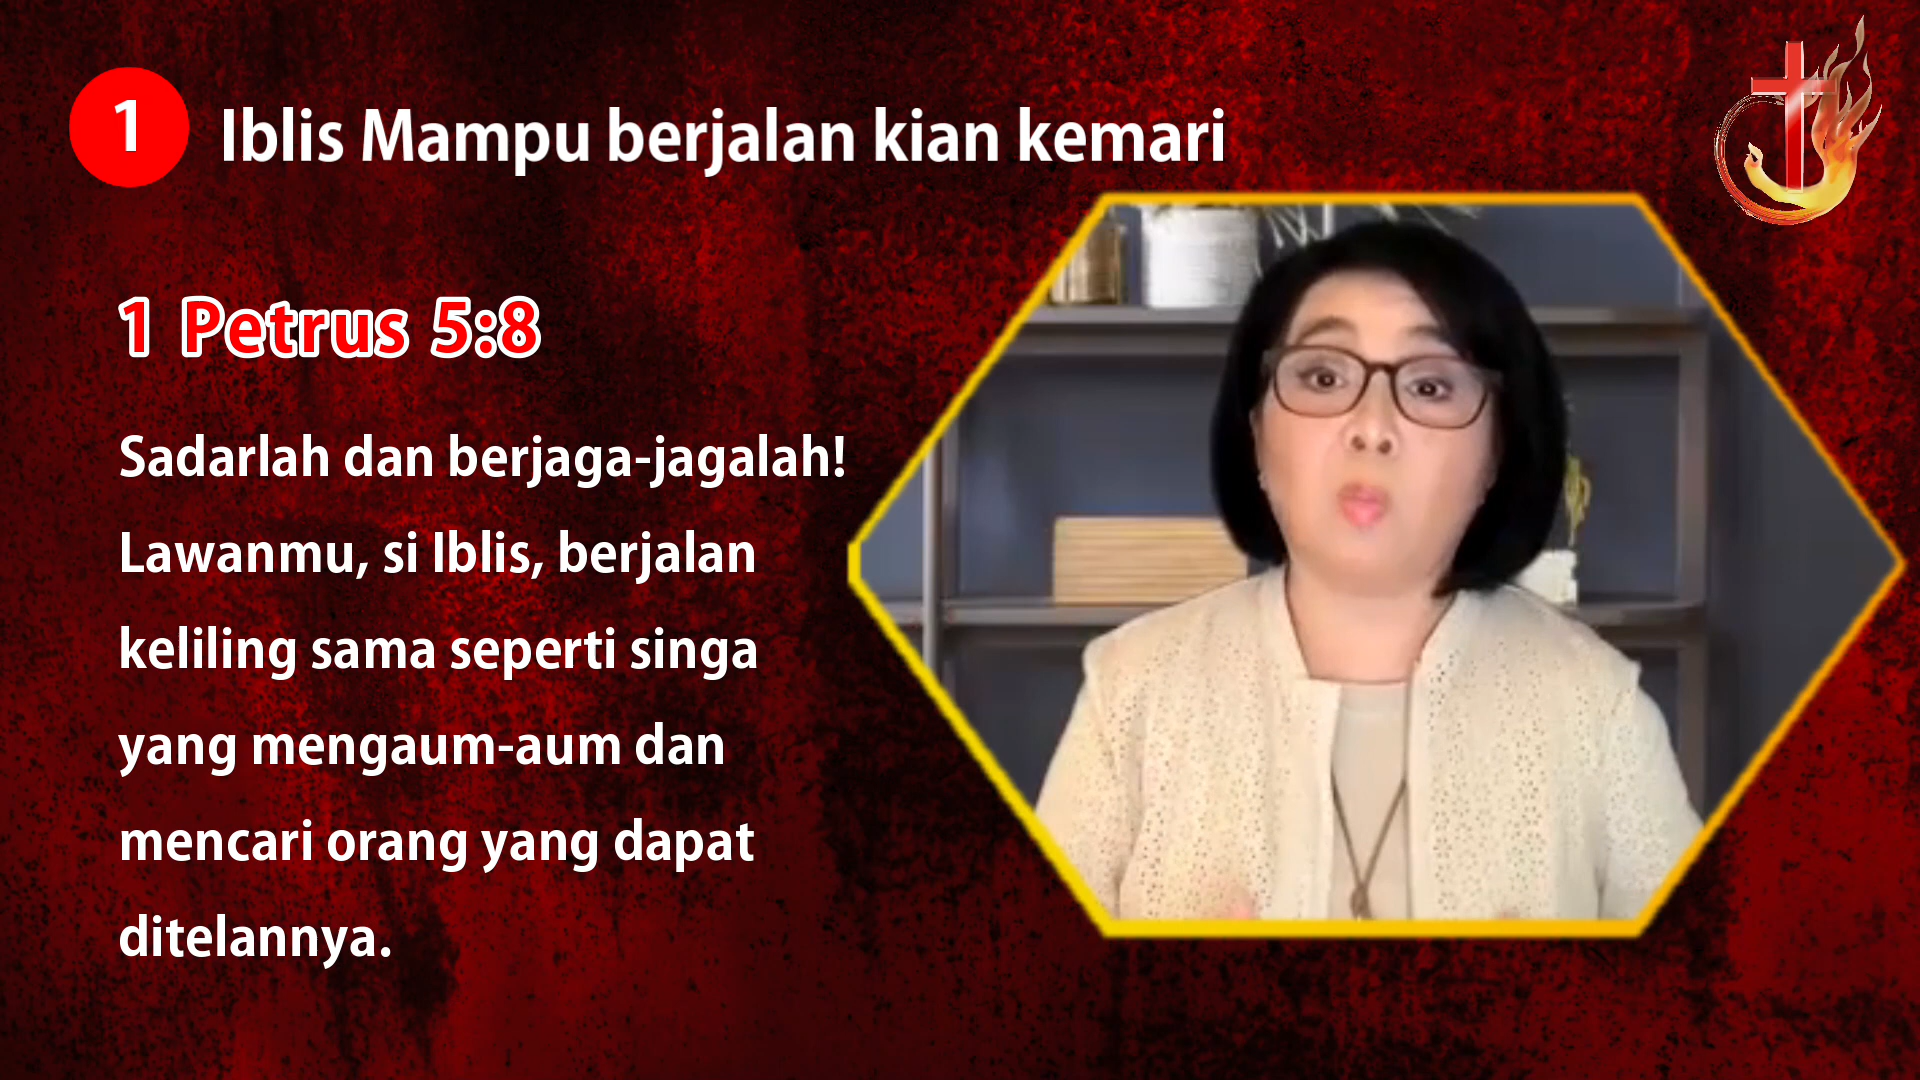 1
Iblis Mampu berjalan kian kemari
1 Petrus 5:8
Sadarlah dan berjaga-jagalah!
Lawanmu, si Iblis, berjalan
keliling sama seperti singa
yang mengaum-aum dan
mencari orang yang dapat
ditelannya.